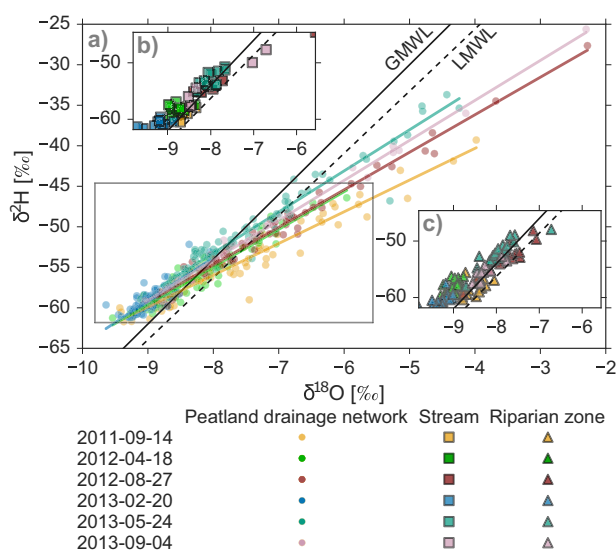 a)
b)
c)
GMWL
LMWL
−25
−30
−35
−40
−45
−50
−55
−60
−65
δ²H [‰]
−10 −9 −8 −7 −6 −5 −4 −3 −2
δ¹⁸O [‰]
−50
−60
−9 −8 −7 −6
−50
−60
−9 −8 −7 −6
Peatland drainage network Stream Riparian zone
2011-09-14
2012-04-18
2012-08-27
2013-02-20
2013-05-24
2013-09-04